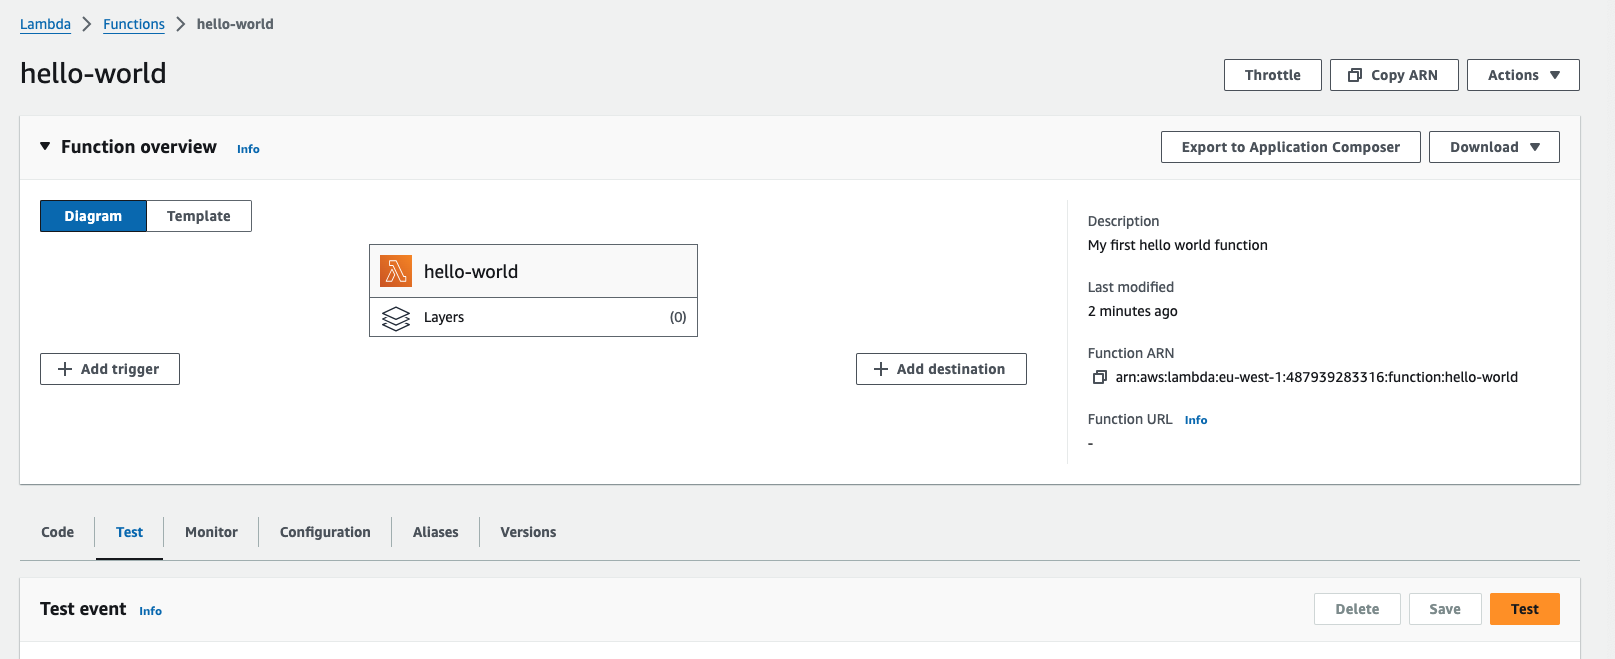 Lambda > Functions > hello-world
hello-world
Throttle Copy ARN Actions
Function overview Info
Export to Application Composer Download
Diagram Template
hello-world
Layers (0)
Add trigger
Add destination
Description
My first hello world function
Last modified
2 minutes ago
Function ARN
arn:aws:lambda:eu-west-1:487939283316:function:hello-world
Function URL Info
-
Code Test Monitor Configuration Aliases Versions
Test event Info
Delete Save Test